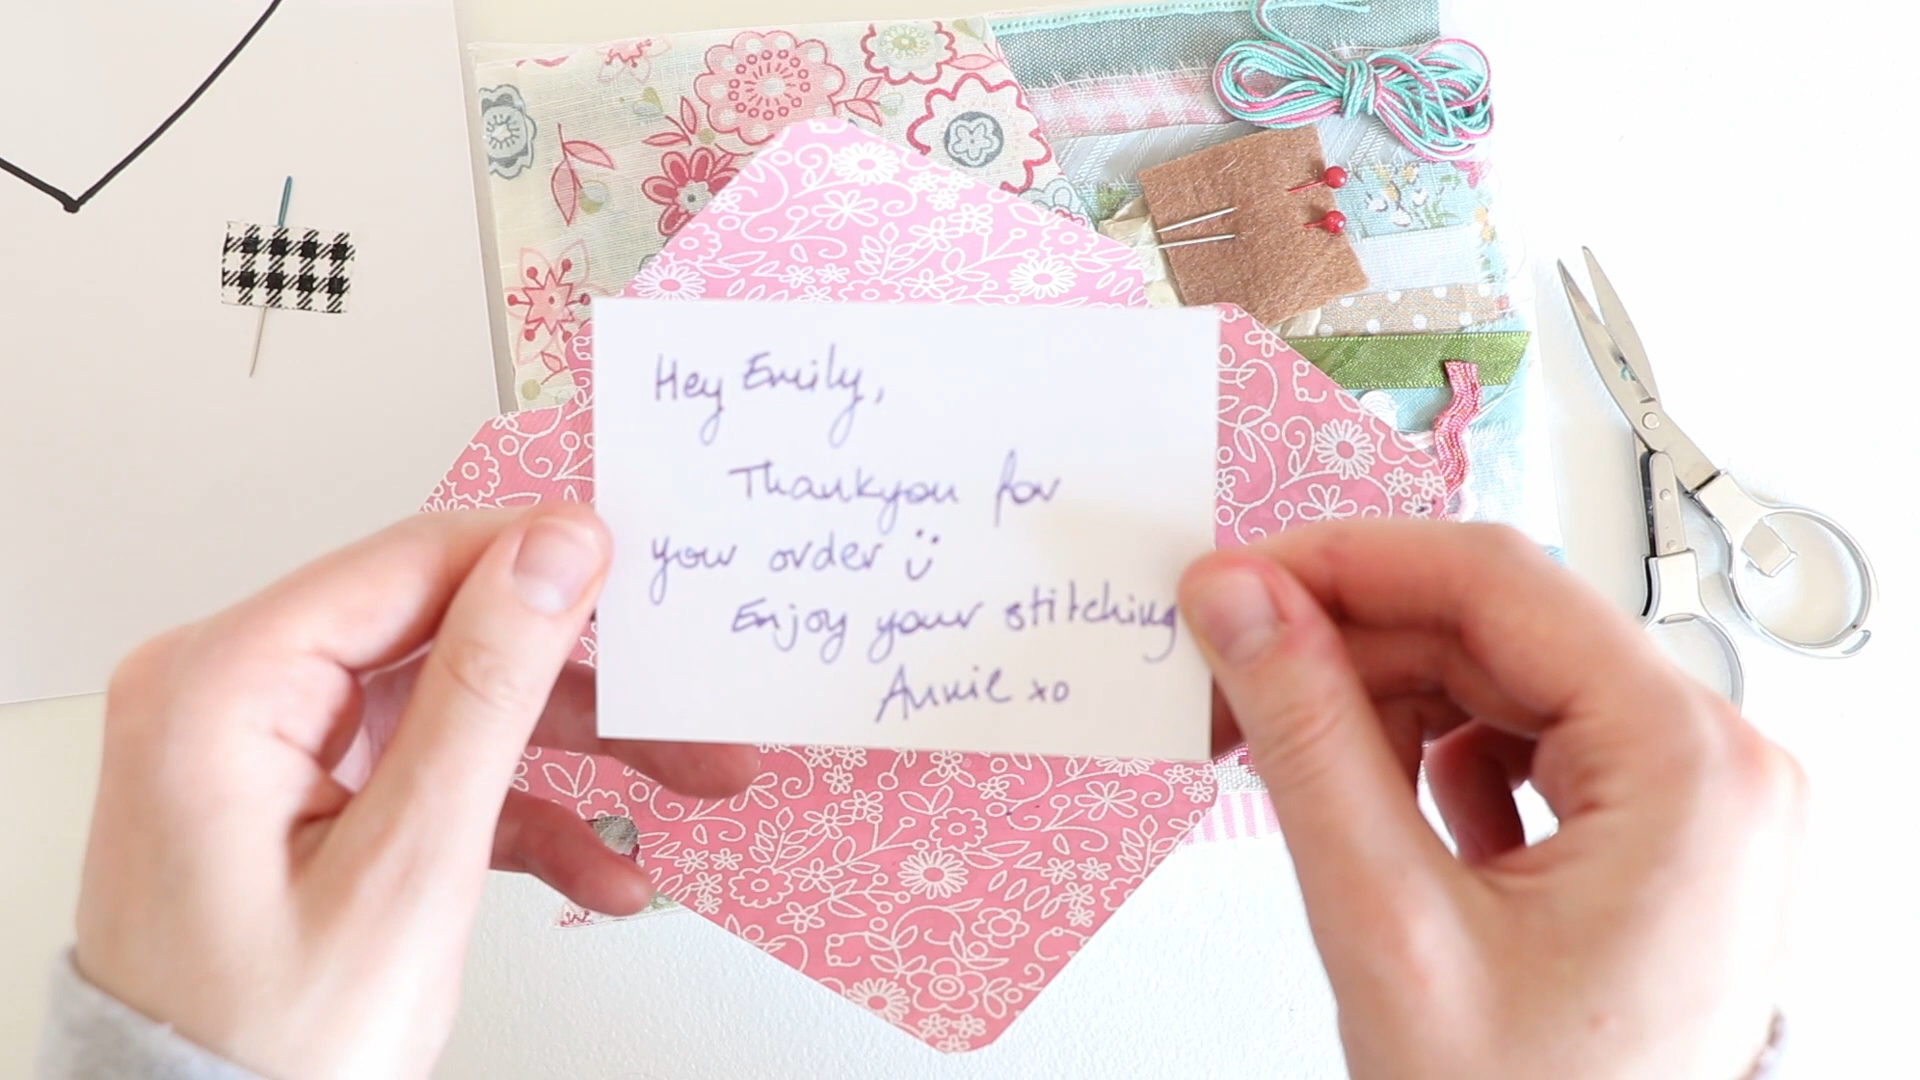 Hey Emily,
Thankyou for
your order ü
Enjoy your stitching
Annie xo